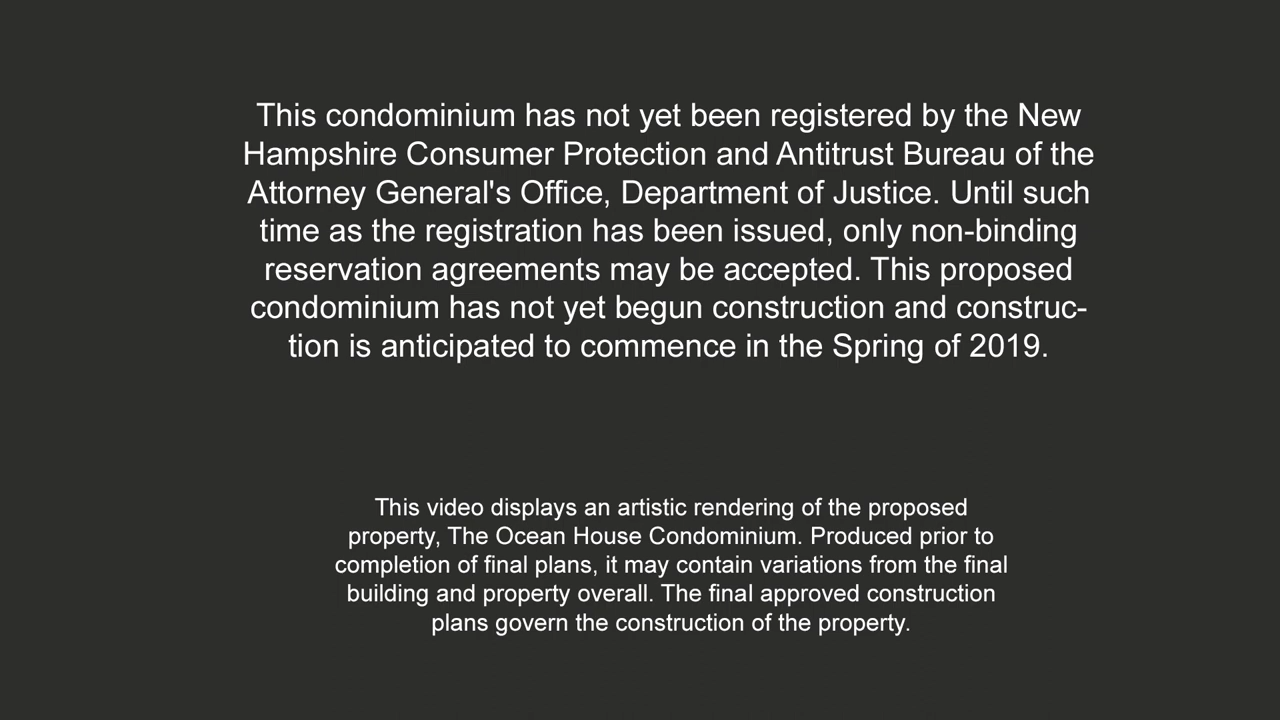 This condominium has not yet been registered by the New
Hampshire Consumer Protection and Antitrust Bureau of the
Attorney General's Office, Department of Justice. Until such
time as the registration has been issued, only non-binding
reservation agreements may be accepted. This proposed
condominium has not yet begun construction and construc-
tion is anticipated to commence in the Spring of 2019.
This video displays an artistic rendering of the proposed
property, The Ocean House Condominium. Produced prior to
completion of final plans, it may contain variations from the final
building and property overall. The final approved construction
plans govern the construction of the property.